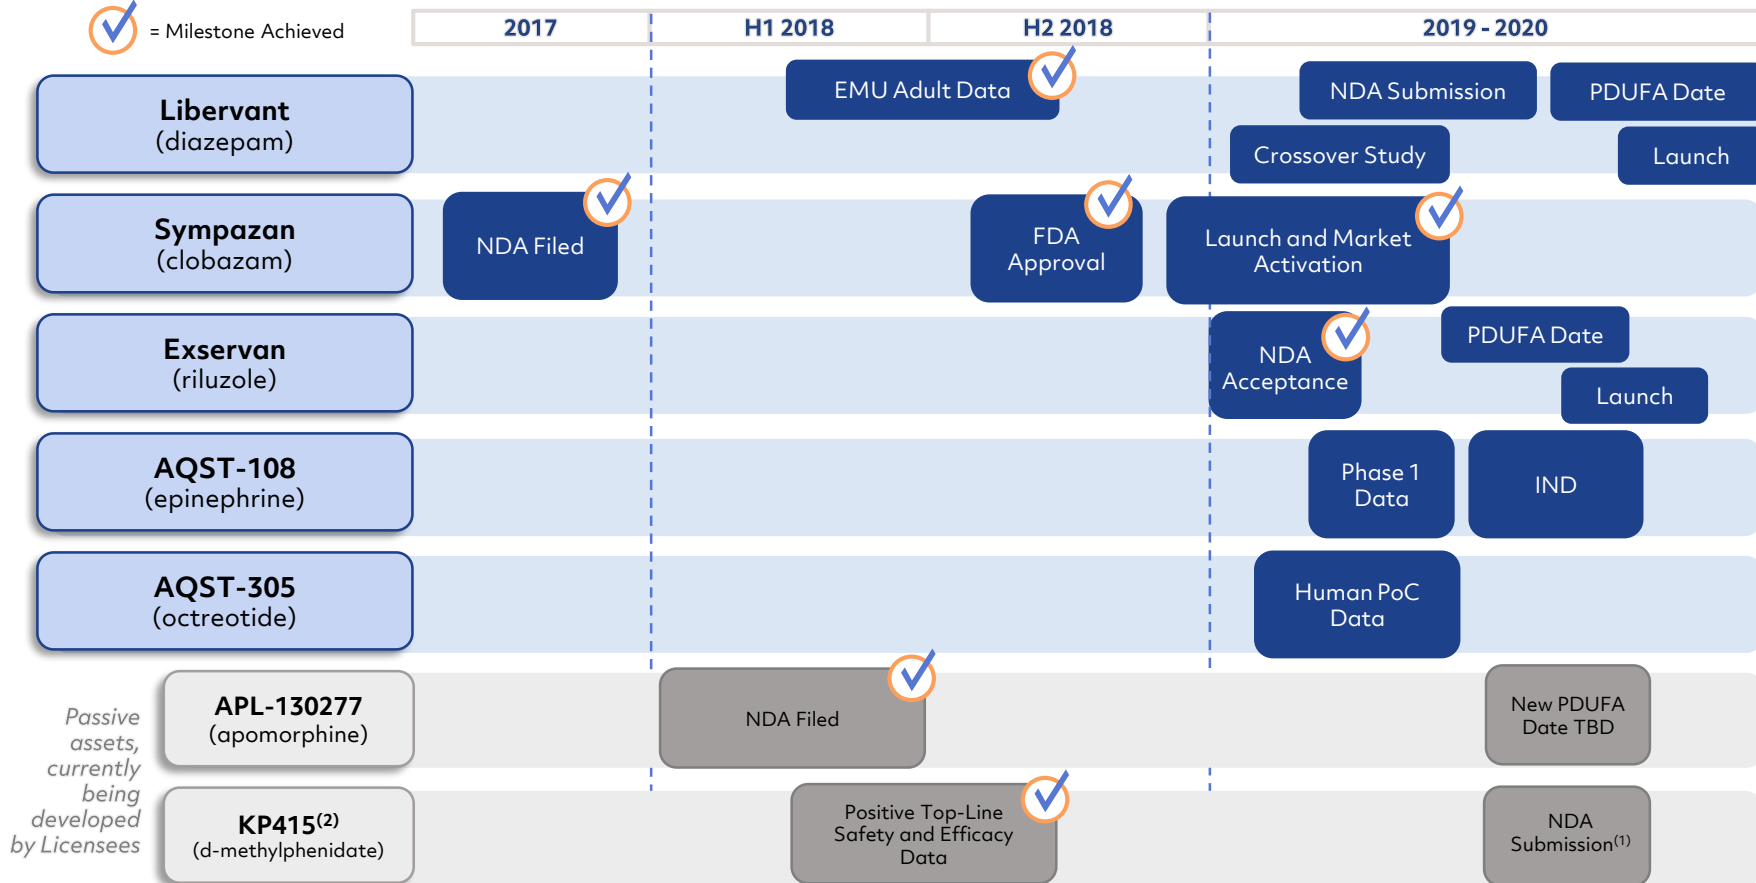 = Milestone Achieved
2017
H1 2018
H2 2018
2019 - 2020
Libervant
(diazepam)
EMU Adult Data
NDA Submission
PDUFA Date
Crossover Study
Launch
Sympazan
(clobazam)
NDA Filed
FDA
Approval
Launch and Market
Activation
Exservan
(riluzole)
NDA
Acceptance
PDUFA Date
Launch
AQST-108
(epinephrine)
Phase 1
Data
IND
AQST-305
(octreotide)
Human PoC
Data
Passive
assets,
currently
being
developed
by Licensees
APL-130277
(apomorphine)
NDA Filed
New PDUFA
Date TBD
KP415(2)
(d-methylphenidate)
Positive Top-Line
Safety and Efficacy
Data
NDA
Submission(1)